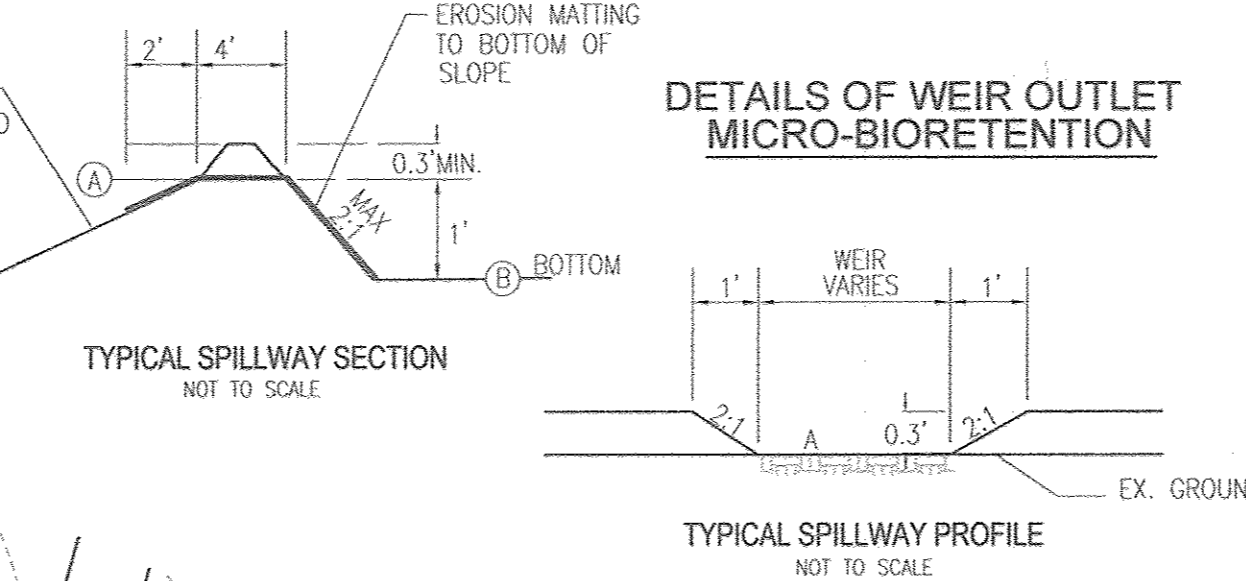 EROSION MATTING
TO BOTTOM OF
SLOPE
2'
4'
DETAILS OF WEIR OUTLET
MICRO-BIORETENTION
0.3'MIN.
A
MAX
2:1
1'
B
BOTTOM
TYPICAL SPILLWAY SECTION
NOT TO SCALE
WEIR
VARIES
1'
1'
2:1
A
0.3'
2:1
EX. GROUN
TYPICAL SPILLWAY PROFILE
NOT TO SCALE